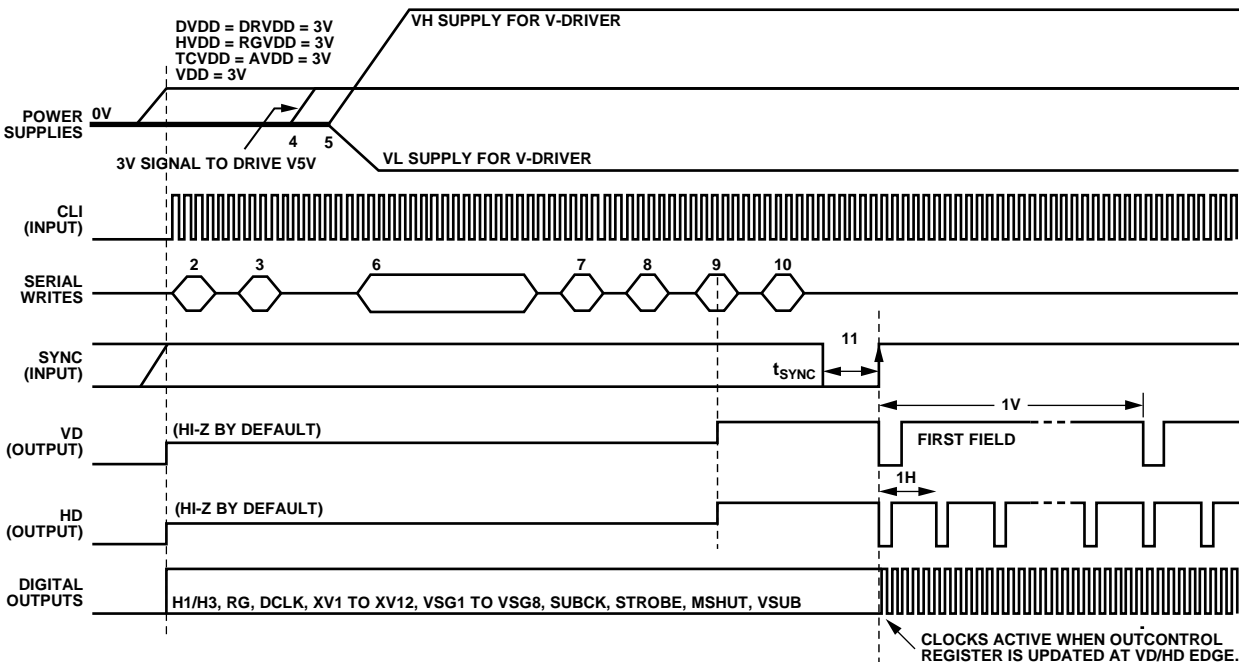 DVDD = DRVDD = 3V
HVDD = RGVDD = 3V
TCVDD = AVDD = 3V
VDD = 3V
VH SUPPLY FOR V-DRIVER
POWER
SUPPLIES
0V
4
5
3V SIGNAL TO DRIVE V5V
VL SUPPLY FOR V-DRIVER
CLI
(INPUT)
SERIAL
WRITES
2
3
6
7
8
9
10
SYNC
(INPUT)
tSYNC
11
1V
VD
(OUTPUT)
(HI-Z BY DEFAULT)
FIRST FIELD
1H
HD
(OUTPUT)
(HI-Z BY DEFAULT)
DIGITAL
OUTPUTS
H1/H3, RG, DCLK, XV1 TO XV12, VSG1 TO VSG8, SUBCK, STROBE, MSHUT, VSUB
CLOCKS ACTIVE WHEN OUTCONTROL
REGISTER IS UPDATED AT VD/HD EDGE.